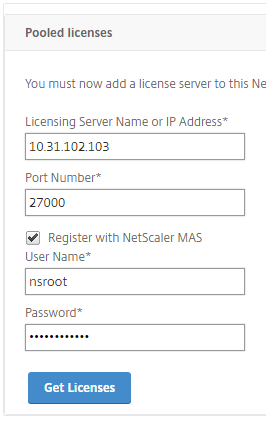 Pooled licenses
You must now add a license server to this Ne
Licensing Server Name or IP Address*
10.31.102.103
Port Number*
27000
Register with NetScaler MAS
User Name*
nsroot
Password*
••••••••••••
Get Licenses